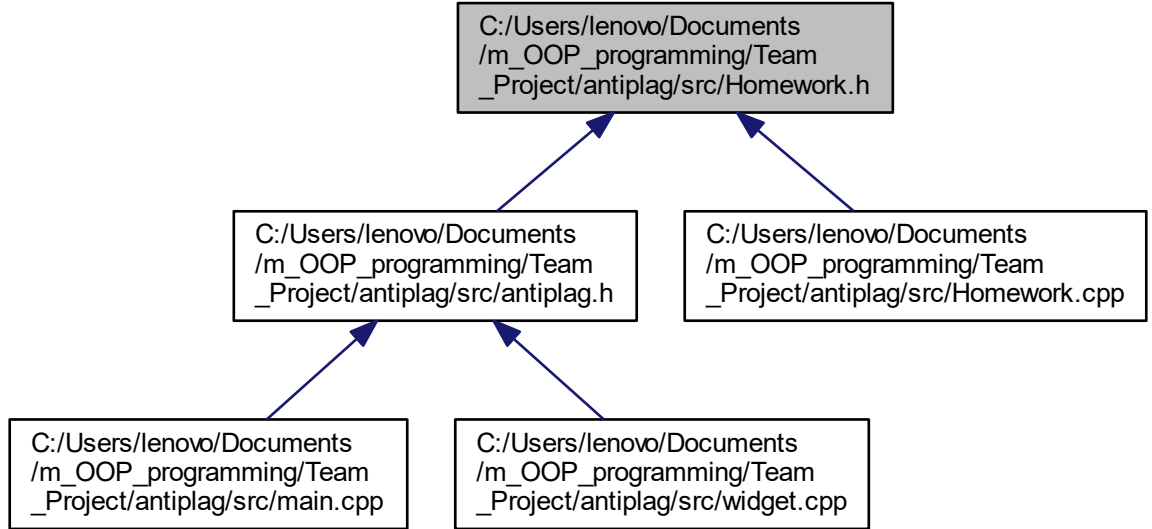 C:/Users/lenovo/Documents
/m_OOP_programming/Team
_Project/antiplag/src/Homework.h
C:/Users/lenovo/Documents
/m_OOP_programming/Team
_Project/antiplag/src/antiplag.h
C:/Users/lenovo/Documents
/m_OOP_programming/Team
_Project/antiplag/src/Homework.cpp
C:/Users/lenovo/Documents
/m_OOP_programming/Team
_Project/antiplag/src/main.cpp
C:/Users/lenovo/Documents
/m_OOP_programming/Team
_Project/antiplag/src/widget.cpp